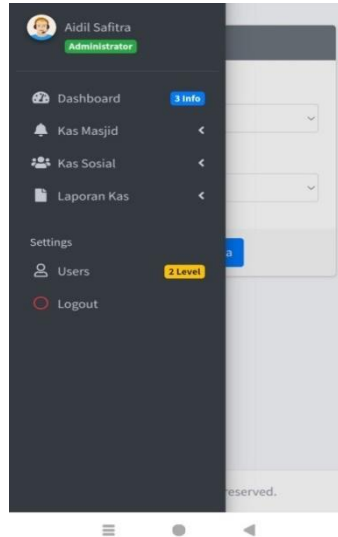 Aidil Safitra
Administrator
Dashboard 3 Info
Kas Masjid
Kas Sosial
Laporan Kas
Settings
a
Users 2 Level
Logout
reserved.